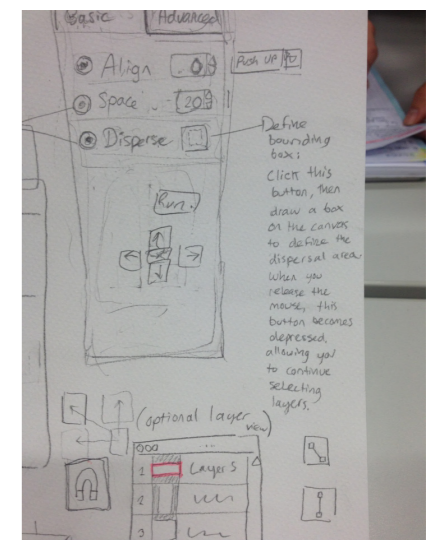 Basic Advanced
Align 0
Push up
Space 20
Disperse
Define
bounding
box:
Click this
button, then
draw a box
on the canvas
to define the
dispersal area.
When you
release the
mouse, this
button becomes
depressed,
allowing you
to continue
selecting
layers.
Run.
(optional layer
view)
1 Layers
2
3